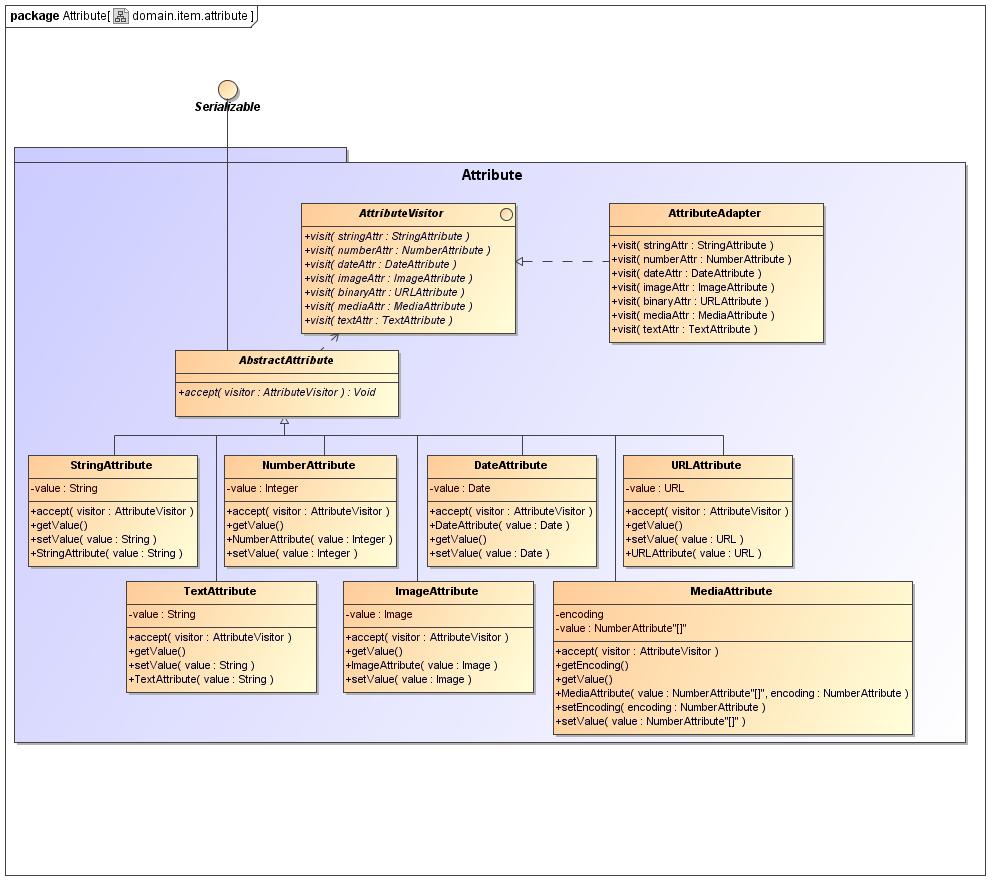 package Attribute[ domain.item.attribute ]
Serializable
Attribute
AttributeVisitor
+visit( stringAttr : StringAttribute )
+visit( numberAttr : NumberAttribute )
+visit( dateAttr : DateAttribute )
+visit( imageAttr : ImageAttribute )
+visit( binaryAttr : URLAttribute )
+visit( mediaAttr : MediaAttribute )
+visit( textAttr : TextAttribute )
AttributeAdapter
+visit( stringAttr : StringAttribute )
+visit( numberAttr : NumberAttribute )
+visit( dateAttr : DateAttribute )
+visit( imageAttr : ImageAttribute )
+visit( binaryAttr : URLAttribute )
+visit( mediaAttr : MediaAttribute )
+visit( textAttr : TextAttribute )
AbstractAttribute
+accept( visitor : AttributeVisitor ) : Void
StringAttribute
-value : String
+accept( visitor : AttributeVisitor )
+getValue()
+setValue( value : String )
+StringAttribute( value : String )
NumberAttribute
-value : Integer
+accept( visitor : AttributeVisitor )
+getValue()
+NumberAttribute( value : Integer )
+setValue( value : Integer )
DateAttribute
-value : Date
+accept( visitor : AttributeVisitor )
+DateAttribute( value : Date )
+getValue()
+setValue( value : Date )
URLAttribute
-value : URL
+accept( visitor : AttributeVisitor )
+getValue()
+setValue( value : URL )
+URLAttribute( value : URL )
TextAttribute
-value : String
+accept( visitor : AttributeVisitor )
+getValue()
+setValue( value : String )
+TextAttribute( value : String )
ImageAttribute
-value : Image
+accept( visitor : AttributeVisitor )
+getValue()
+ImageAttribute( value : Image )
+setValue( value : Image )
MediaAttribute
-encoding
-value : NumberAttribute"[]"
+accept( visitor : AttributeVisitor )
+getEncoding()
+getValue()
+MediaAttribute( value : NumberAttribute"[]", encoding : NumberAttribute )
+setEncoding( encoding : NumberAttribute )
+setValue( value : NumberAttribute"[]" )